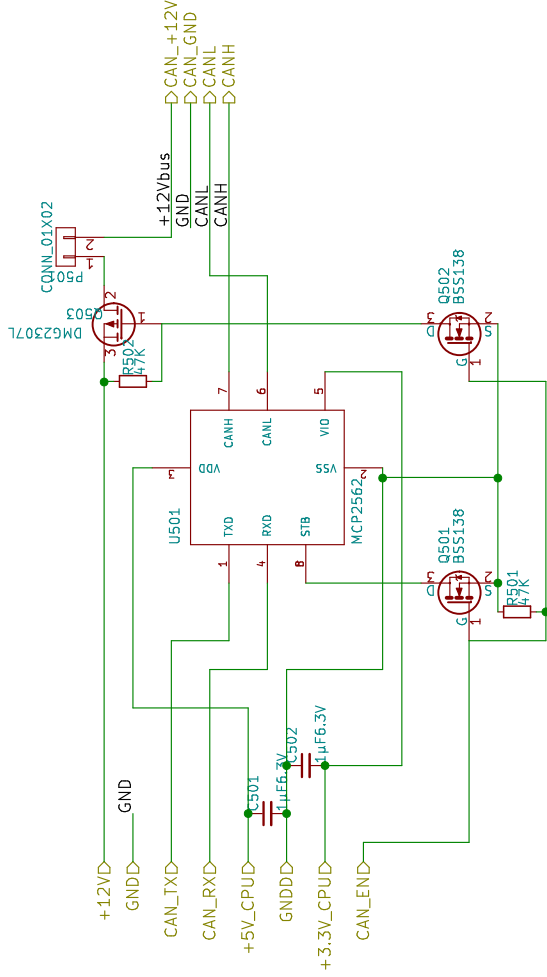 CAN_+12V
CAN_GND
CANL
CANH
+12Vbus
GND
CANL
CANH
CONN_01X02
P501
2
1
Q503
DMG2307L
2
1
3
R502
47K
Q502
BSS138
3
D
2
S
G
1
7
6
5
CANH
CANL
VIO
3
VDD
VSS
2
U501
MCP2562
TXD
RXD
STB
1
4
8
Q501
BSS138
3
D
2
S
G
1
R501
47K
C502
1µF6.3V
C501
1µF6.3V
GND
+12V
GND
CAN_TX
CAN_RX
+5V_CPU
GNDD
+3.3V_CPU
CAN_EN